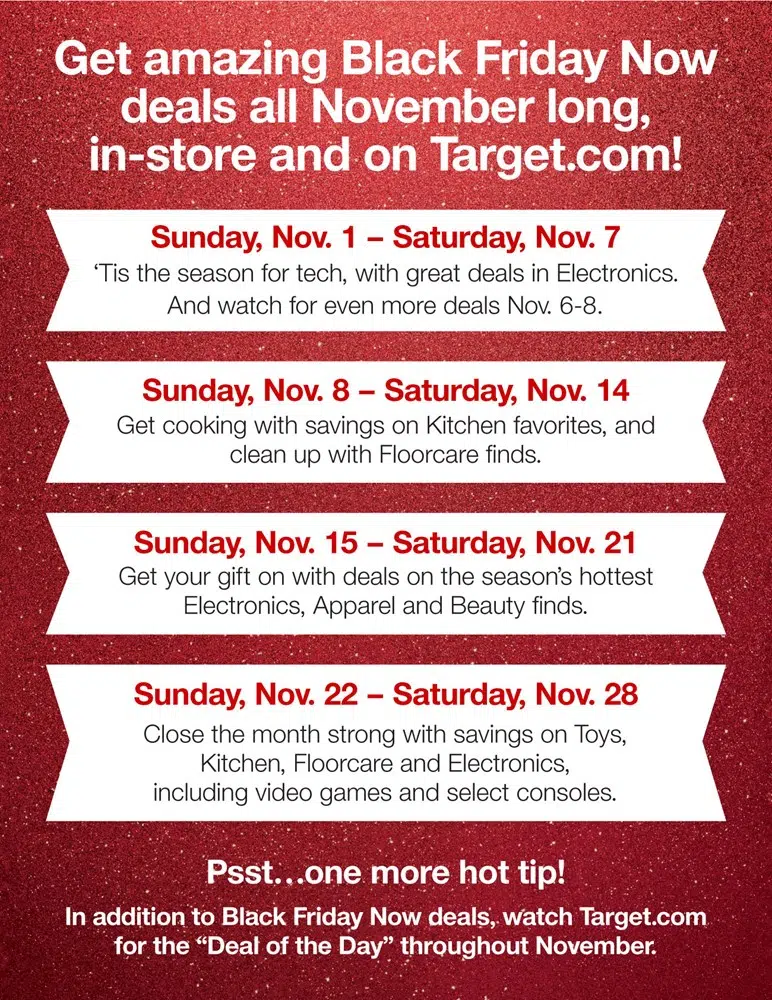 Get amazing Black Friday Now
deals all November long,
in-store and on Target.com!
Sunday, Nov. 1 – Saturday, Nov. 7
‘Tis the season for tech, with great deals in Electronics.
And watch for even more deals Nov. 6-8.
Sunday, Nov. 8 – Saturday, Nov. 14
Get cooking with savings on Kitchen favorites, and
clean up with Floorcare finds.
Sunday, Nov. 15 – Saturday, Nov. 21
Get your gift on with deals on the season’s hottest
Electronics, Apparel and Beauty finds.
Sunday, Nov. 22 – Saturday, Nov. 28
Close the month strong with savings on Toys,
Kitchen, Floorcare and Electronics,
including video games and select consoles.
Psst...one more hot tip!
In addition to Black Friday Now deals, watch Target.com
for the “Deal of the Day” throughout November.